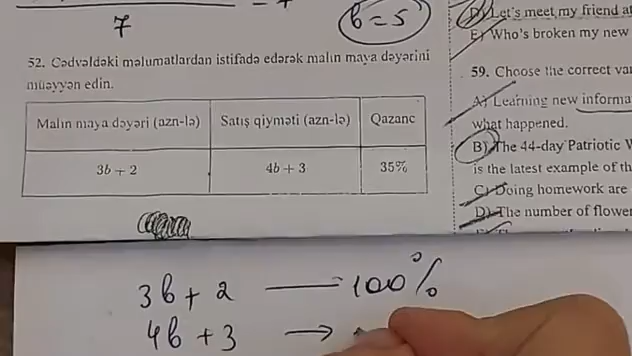 7
b = 5
52. Cədvəldəki məlumatlardan istifadə edərək malın maya dəyərini
müəyyən edin.
Malın maya dəyəri (azn-lə) Satış qiyməti (azn-lə) Qazanc
3b + 2 4b + 3 35%
3b + 2 — 100%
4b + 3 →
D) Let's meet my friend at
E) Who's broken my new
59. Choose the correct va
A) Learning new informa
what happened.
B) The 44-day Patriotic
is the latest example of th
C) Doing homework are
D) The number of flower